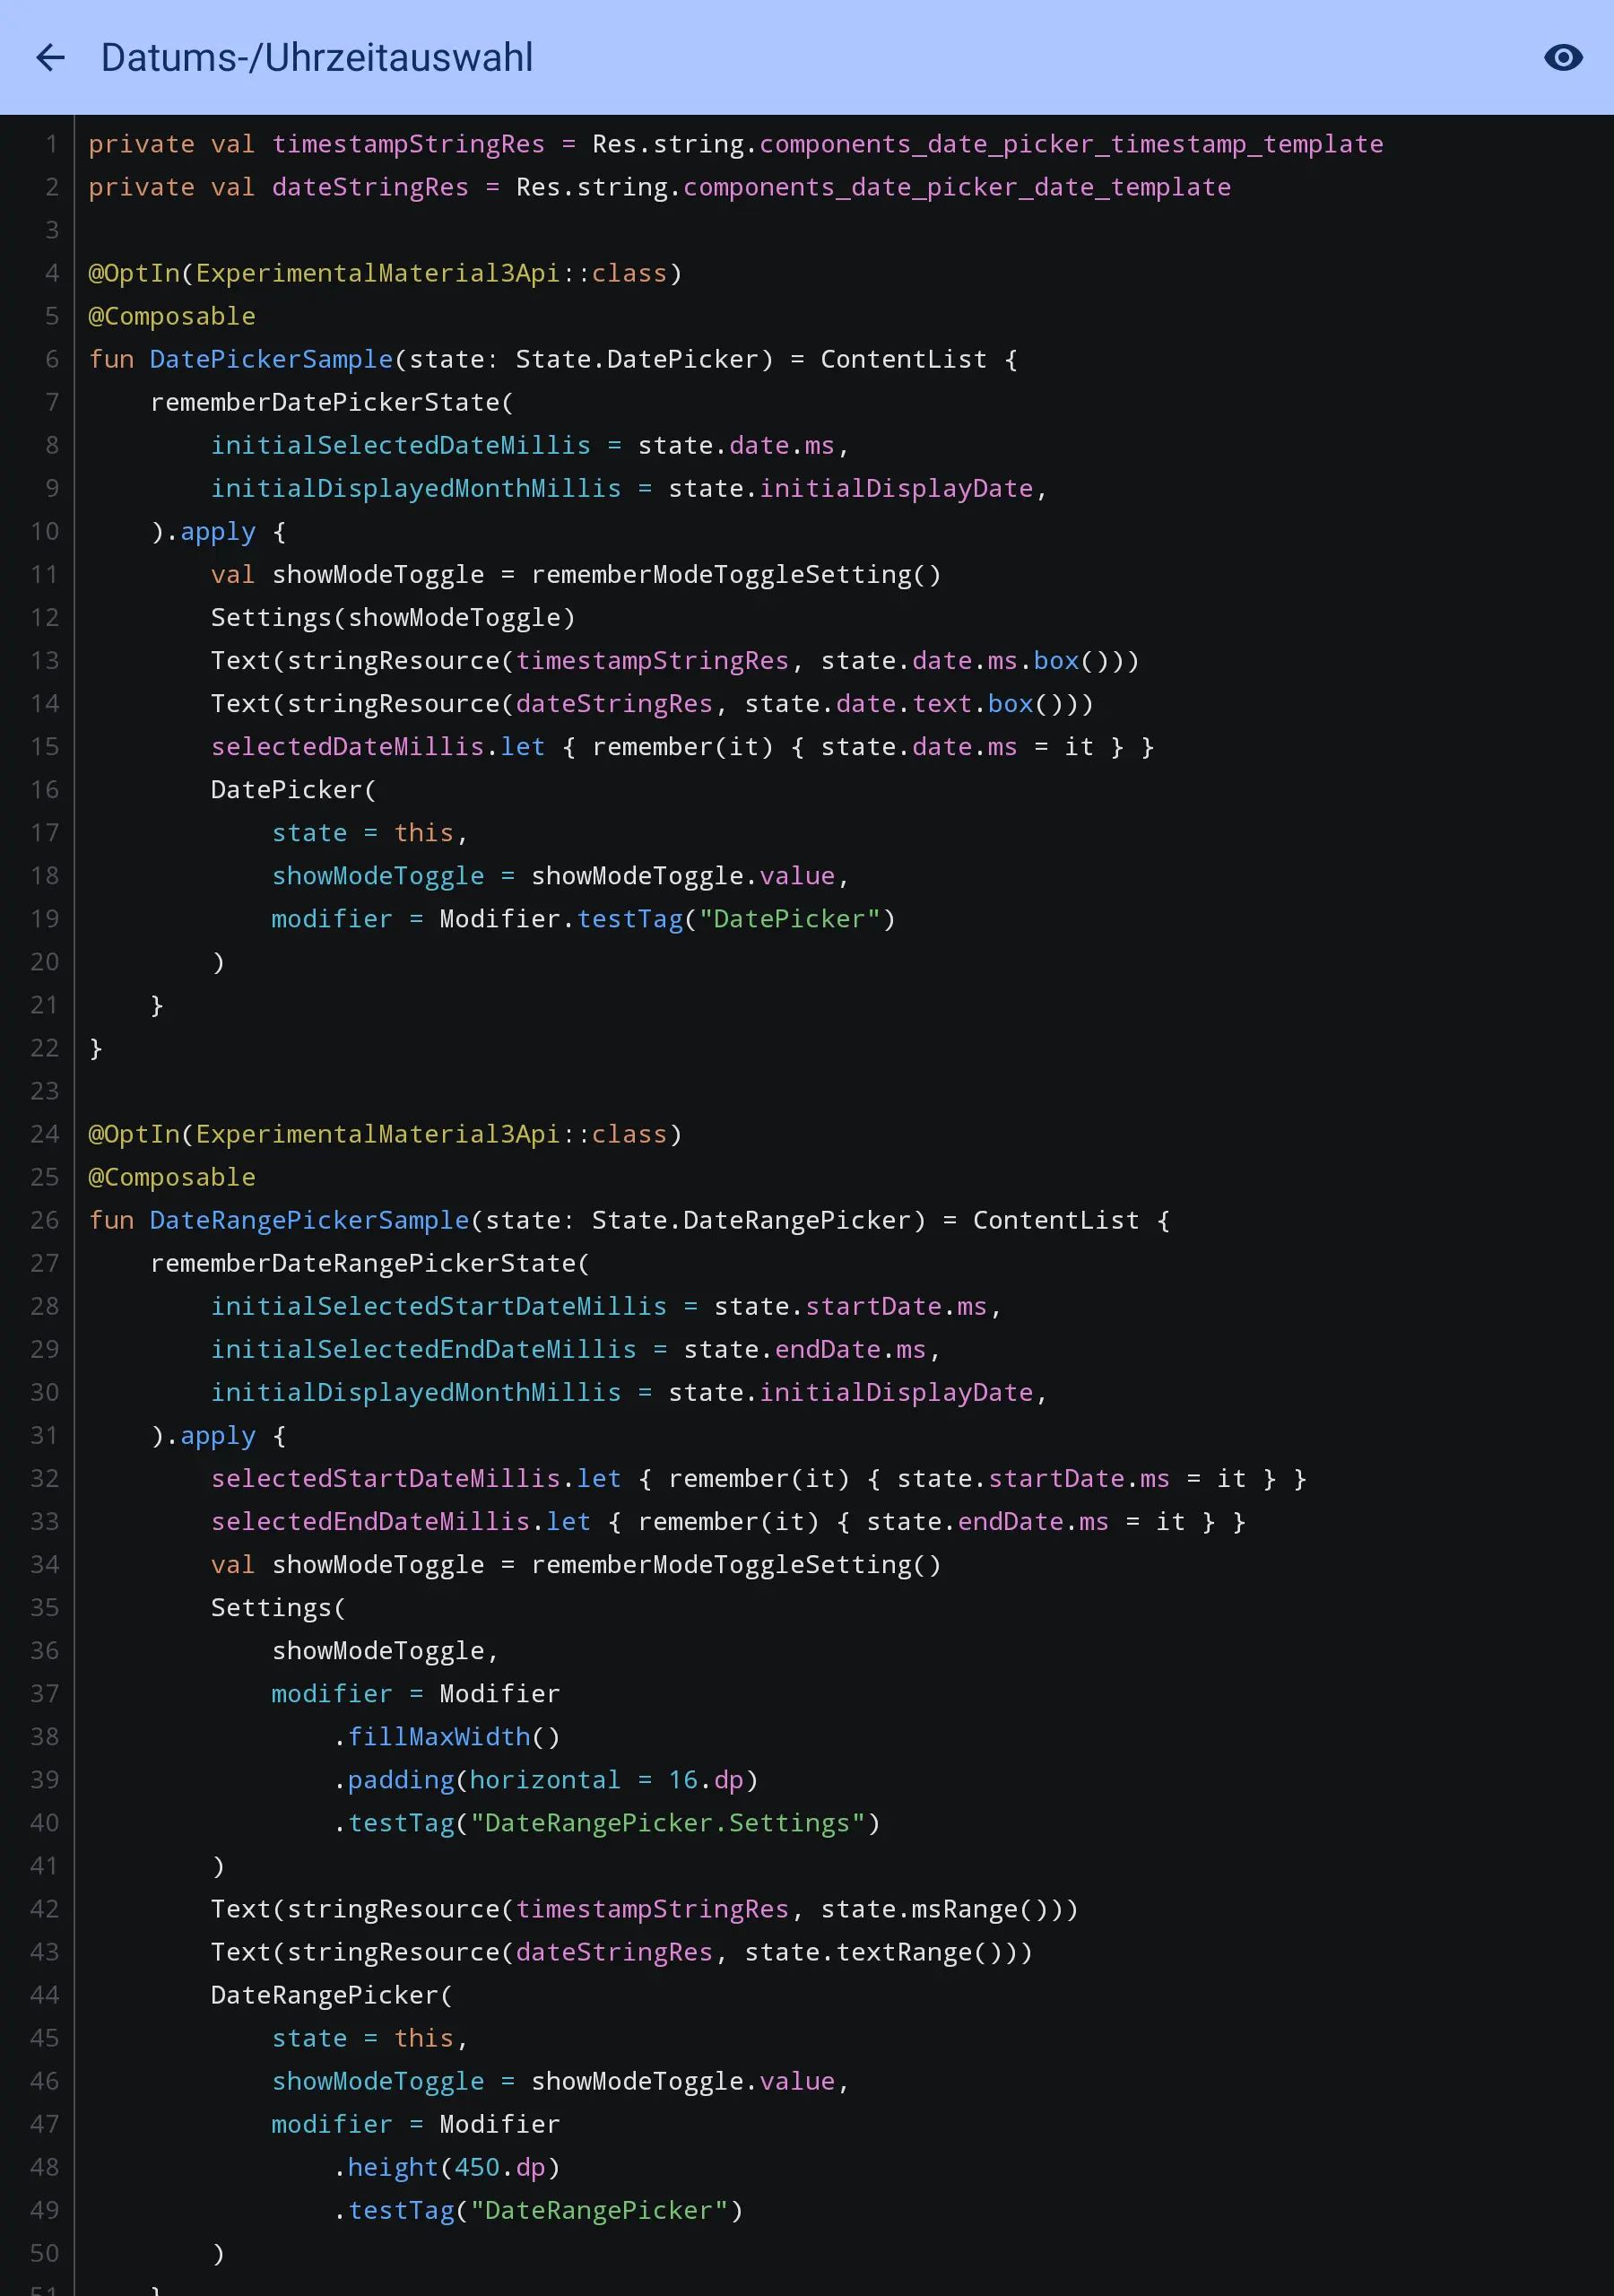 Datums-/Uhrzeitauswahl
1 private val timestampStringRes = Res.string.components_date_picker_timestamp_template
2 private val dateStringRes = Res.string.components_date_picker_date_template
3
4 @OptIn(ExperimentalMaterial3Api::class)
5 @Composable
6 fun DatePickerSample(state: State.DatePicker) = ContentList {
7     rememberDatePickerState(
8         initialSelectedDateMillis = state.date.ms,
9         initialDisplayedMonthMillis = state.initialDisplayDate,
10     ).apply {
11         val showModeToggle = rememberModeToggleSetting()
12         Settings(showModeToggle)
13         Text(stringResource(timestampStringRes, state.date.ms.box()))
14         Text(stringResource(dateStringRes, state.date.text.box()))
15         selectedDateMillis.let { remember(it) { state.date.ms = it } }
16         DatePicker(
17             state = this,
18             showModeToggle = showModeToggle.value,
19             modifier = Modifier.testTag("DatePicker")
20         )
21     }
22 }
23
24 @OptIn(ExperimentalMaterial3Api::class)
25 @Composable
26 fun DateRangePickerSample(state: State.DateRangePicker) = ContentList {
27     rememberDateRangePickerState(
28         initialSelectedStartDateMillis = state.startDate.ms,
29         initialSelectedEndDateMillis = state.endDate.ms,
30         initialDisplayedMonthMillis = state.initialDisplayDate,
31     ).apply {
32         selectedStartDateMillis.let { remember(it) { state.startDate.ms = it } }
33         selectedEndDateMillis.let { remember(it) { state.endDate.ms = it } }
34         val showModeToggle = rememberModeToggleSetting()
35         Settings(
36             showModeToggle,
37             modifier = Modifier
38                 .fillMaxWidth()
39                 .padding(horizontal = 16.dp)
40                 .testTag("DateRangePicker.Settings")
41         )
42         Text(stringResource(timestampStringRes, state.msRange()))
43         Text(stringResource(dateStringRes, state.textRange()))
44         DateRangePicker(
45             state = this,
46             showModeToggle = showModeToggle.value,
47             modifier = Modifier
48                 .height(450.dp)
49                 .testTag("DateRangePicker")
50         )
51     }